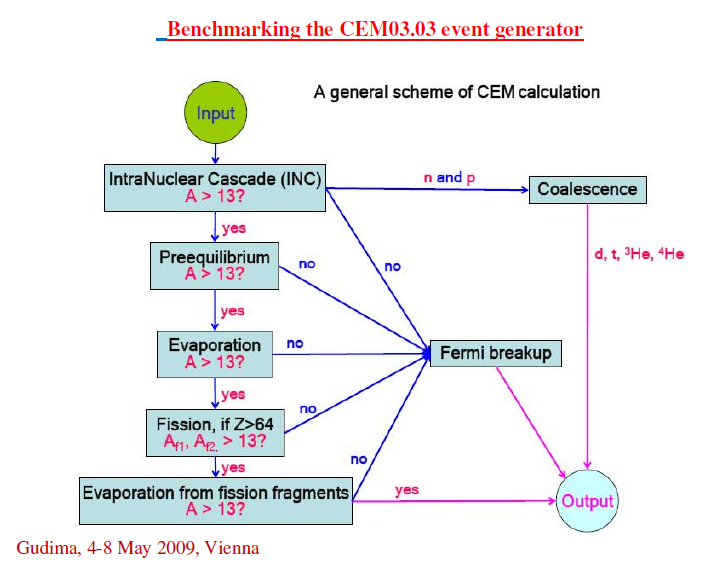 Benchmarking the CEM03.03 event generator
A general scheme of CEM calculation
Input
IntraNuclear Cascade (INC)
A > 13?
n and p
Coalescence
yes
d, t, ³He, ⁴He
Preequilibrium
A > 13?
no
no
yes
Evaporation
A > 13?
no
Fermi breakup
yes
no
Fission, if Z>64
Af1, Af2, > 13?
yes
no
Evaporation from fission fragments
A > 13?
yes
Output
Gudima, 4-8 May 2009, Vienna